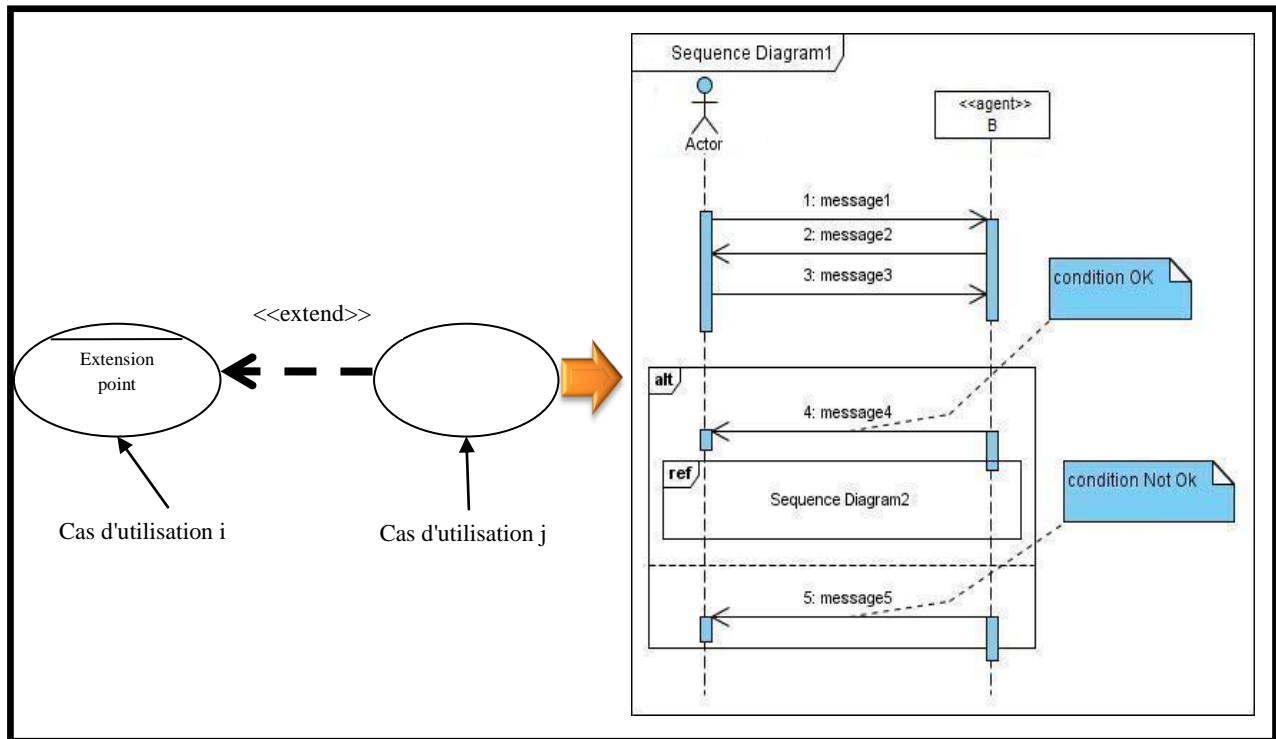 <<extend>>
Extension
point
Cas d'utilisation i
Cas d'utilisation j
Sequence Diagram1
Actor
<<agent>>
B
1: message1
2: message2
3: message3
condition OK
alt
4: message4
ref
Sequence Diagram2
condition Not Ok
5: message5